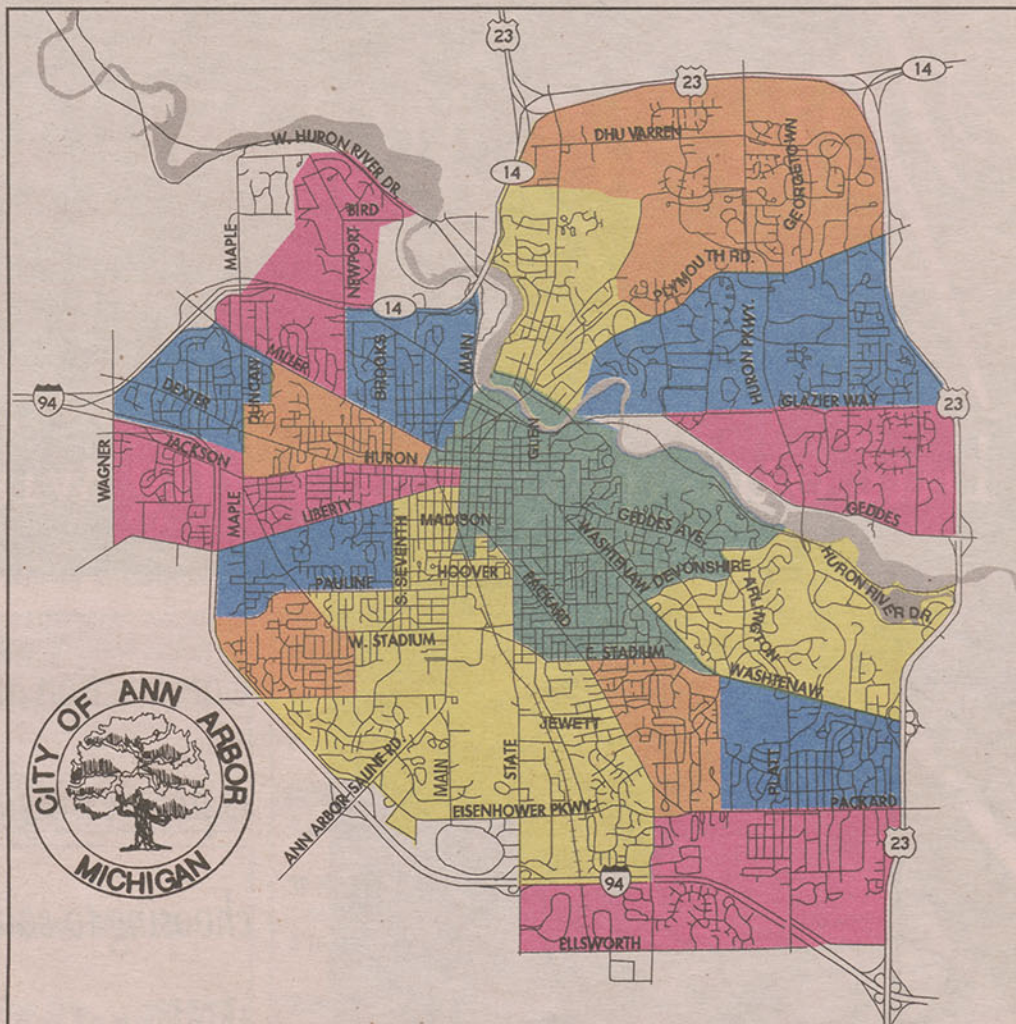 23
14
23
DHU VARREN
W. HURON RIVER DR.
14
GEORGETOWN
BIRD
MAPLE
NEWPORT
PLYMOUTH RD.
14
MAIN
HURON PKWY.
BROOKS
MILLER
DUNCAN
DEXTER
94
GLAZIER WAY
23
GLEN
JACKSON
HURON
WAGNER
MAPLE
LIBERTY
GEDDES
GEDDES AVE.
MADISON
S. SEVENTH
WASHTENAW
HOOVER
DEVONSHIRE
PAULINE
PACKARD
ARLINGTON
HURON RIVER DR.
W. STADIUM
E. STADIUM
WASHTENAW
CITY OF ANN ARBOR
MICHIGAN
JEWETT
STATE
MAIN
PLATT
ANN ARBOR-SALINE RD.
EISENHOWER PKWY.
PACKARD
23
94
ELLSWORTH